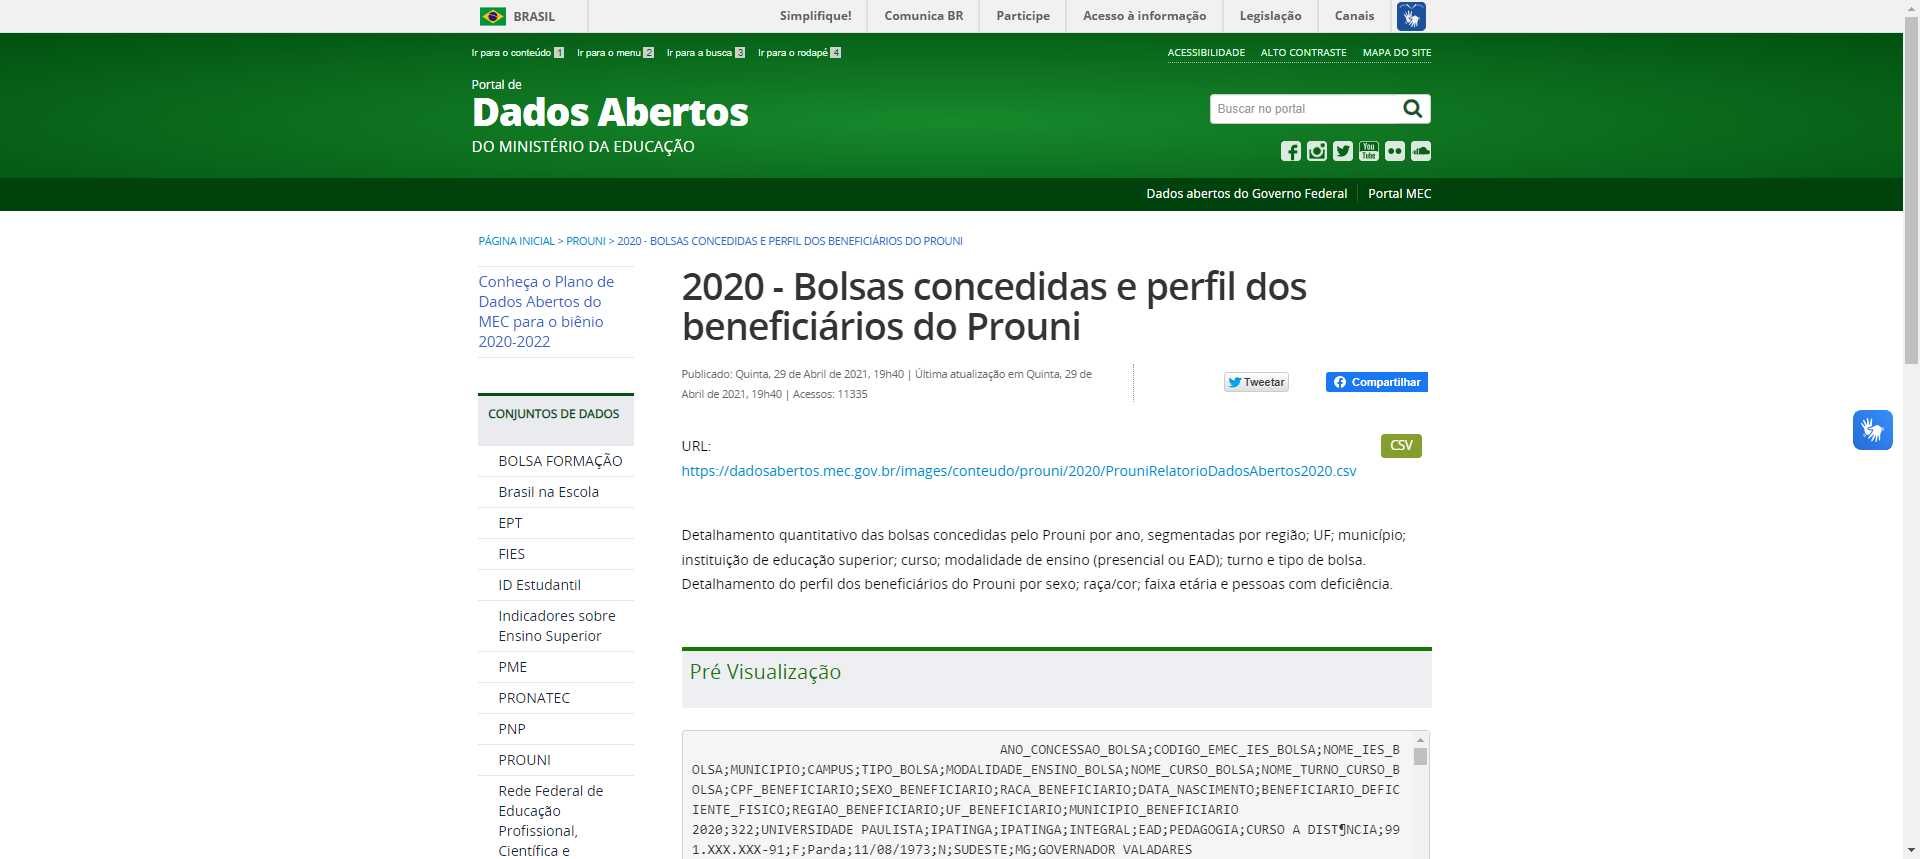 BRASIL
Simplifique!
Comunica BR
Participe
Acesso à informação
Legislação
Canais
Ir para o conteúdo 1
Ir para o menu 2
Ir para a busca 3
Ir para o rodapé 4
ACESSIBILIDADE
ALTO CONTRASTE
MAPA DO SITE
Portal de
Dados Abertos
DO MINISTÉRIO DA EDUCAÇÃO
Buscar no portal
You
Tube
Dados abertos do Governo Federal
Portal MEC
PÁGINA INICIAL > PROUNI > 2020 - BOLSAS CONCEDIDAS E PERFIL DOS BENEFICIÁRIOS DO PROUNI
Conheça o Plano de
Dados Abertos do
MEC para o biênio
2020-2022
CONJUNTOS DE DADOS
BOLSA FORMAÇÃO
Brasil na Escola
EPT
FIES
ID Estudantil
Indicadores sobre
Ensino Superior
PME
PRONATEC
PNP
PROUNI
Rede Federal de
Educação
Profissional,
Científica e
2020 - Bolsas concedidas e perfil dos
beneficiários do Prouni
Publicado: Quinta, 29 de Abril de 2021, 19h40 | Última atualização em Quinta, 29 de
Abril de 2021, 19h40 | Acessos: 11335
Tweetar
Compartilhar
URL:
CSV
https://dadosabertos.mec.gov.br/images/conteudo/prouni/2020/ProuniRelatorioDadosAbertos2020.csv
Detalhamento quantitativo das bolsas concedidas pelo Prouni por ano, segmentadas por região; UF; município;
instituição de educação superior; curso; modalidade de ensino (presencial ou EAD); turno e tipo de bolsa.
Detalhamento do perfil dos beneficiários do Prouni por sexo; raça/cor; faixa etária e pessoas com deficiência.
Pré Visualização
ANO_CONCESSAO_BOLSA;CODIGO_EMEC_IES_BOLSA;NOME_IES_B
OLSA;MUNICIPIO;CAMPUS;TIPO_BOLSA;MODALIDADE_ENSINO_BOLSA;NOME_CURSO_BOLSA;NOME_TURNO_CURSO_B
OLSA;CPF_BENEFICIARIO;SEXO_BENEFICIARIO;RACA_BENEFICIARIO;DATA_NASCIMENTO;BENEFICIARIO_DEFIC
IENTE_FISICO;REGIAO_BENEFICIARIO;UF_BENEFICIARIO;MUNICIPIO_BENEFICIARIO
2020;322;UNIVERSIDADE PAULISTA;IPATINGA;IPATINGA;INTEGRAL;EAD;PEDAGOGIA;CURSO A DIST¶NCIA;99
1.XXX.XXX-91;F;Parda;11/08/1973;N;SUDESTE;MG;GOVERNADOR VALADARES